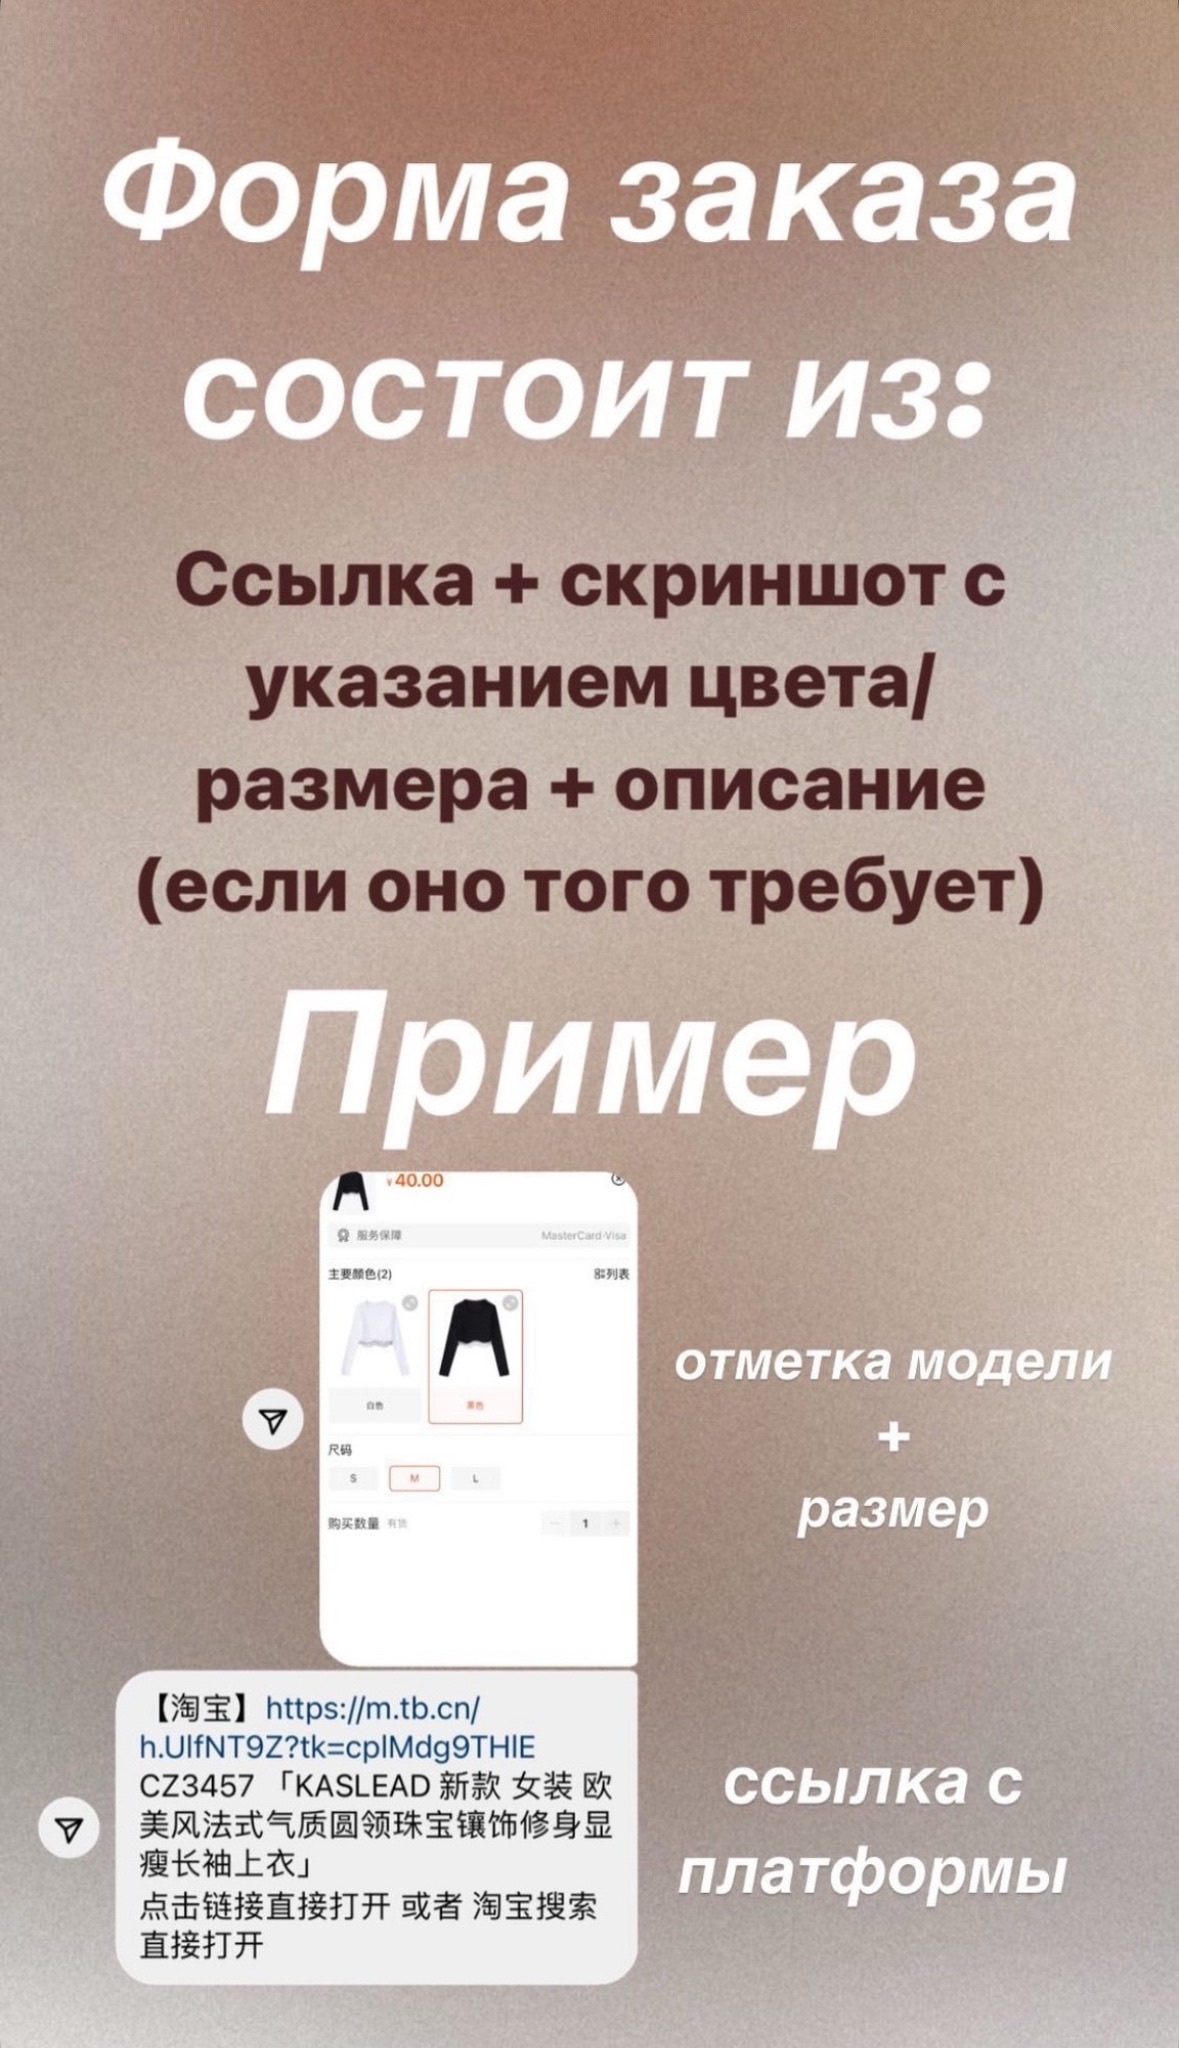 Форма заказа
состоит из:
Ссылка + скриншот с
указанием цвета/
размера + описание
(если оно того требует)
Пример
¥40.00
服务保障 MasterCard·Visa
主要颜色(2) 列表
白色 黑色
尺码
S M L
购买数量 有货 1
отметка модели
+
размер
【淘宝】https://m.tb.cn/
h.UlfNT9Z?tk=cplMdg9THlE
CZ3457 「KASLEAD 新款 女装 欧
美风法式气质圆领珠宝镶饰修身显
瘦长袖上衣」
点击链接直接打开 或者 淘宝搜索
直接打开
ссылка с
платформы